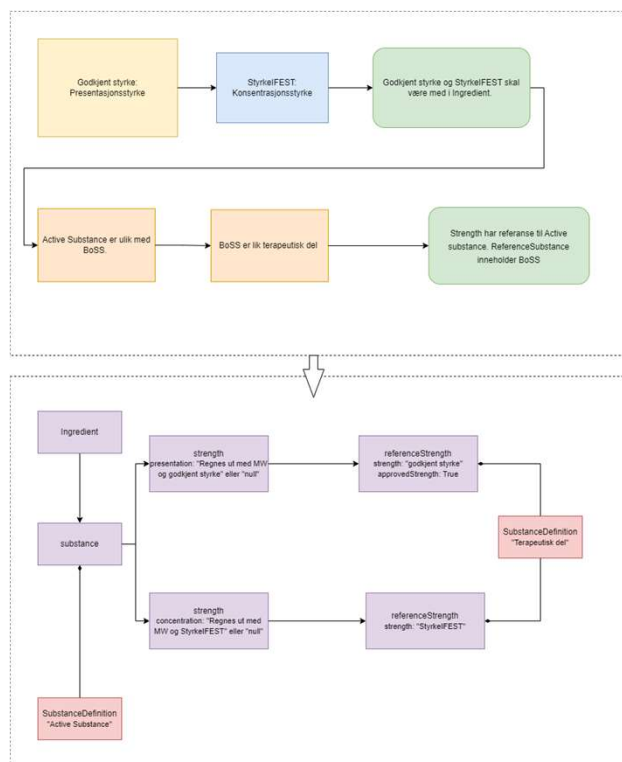 Godkjent styrke:
Presentasjonsstyrke
StyrkeIFEST:
Konsentrasjonsstyrke
Godkjent styrke og StyrkeIFEST skal
være med i Ingredient.
Active Substance er ulik med
BoSS.
BoSS er lik terapeutisk del
Strength har referanse til Active
substance. ReferenceSubstance
inneholder BoSS
Ingredient
strength
presentation: "Regnes ut med MW
og godkjent styrke" eller "null"
referenceStrength
strength: "godkjent styrke"
approvedStrength: True
substance
SubstanceDefinition
"Terapeutisk del"
strength
concentration: "Regnes ut med
MW og StyrkeIFEST" eller "null"
referenceStrength
strength: "StyrkeIFEST"
SubstanceDefinition
"Active Substance"